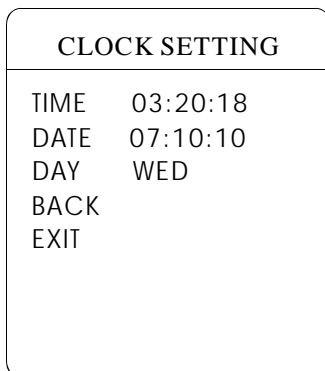 CLOCK SETTING
TIME 03:20:18
DATE 07:10:10
DAY WED
BACK
EXIT